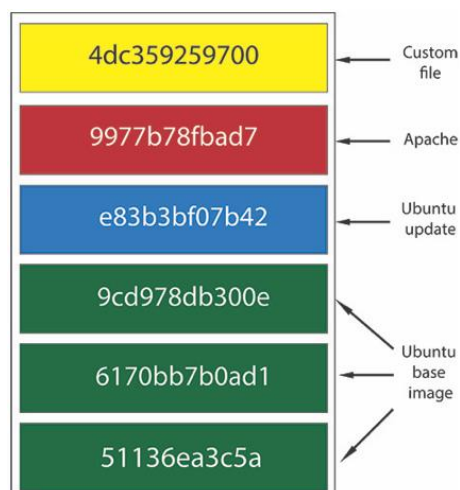 4dc359259700
Custom
file
9977b78fbad7
Apache
e83b3bf07b42
Ubuntu
update
9cd978db300e
6170bb7b0ad1
Ubuntu
base
image
51136ea3c5a